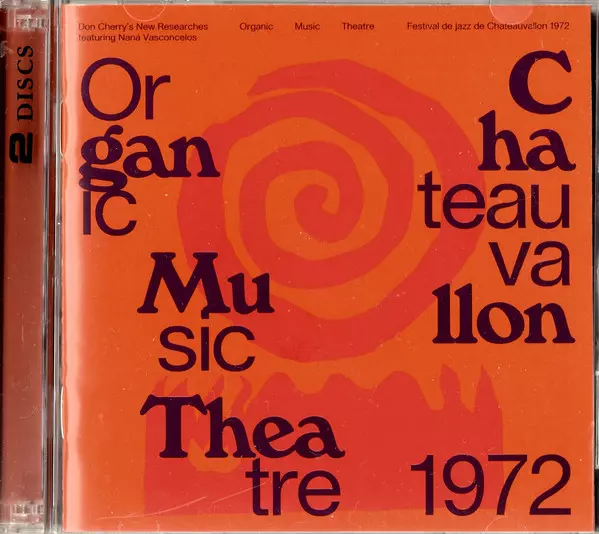 2 DISCS
Don Cherry's New Researches
featuring Naná Vasconcelos
Organic Music Theatre
Festival de jazz de Chateauvallon 1972
Or
gan
ic
Mu
sic
Thea
tre
C
ha
teau
va
llon
1972